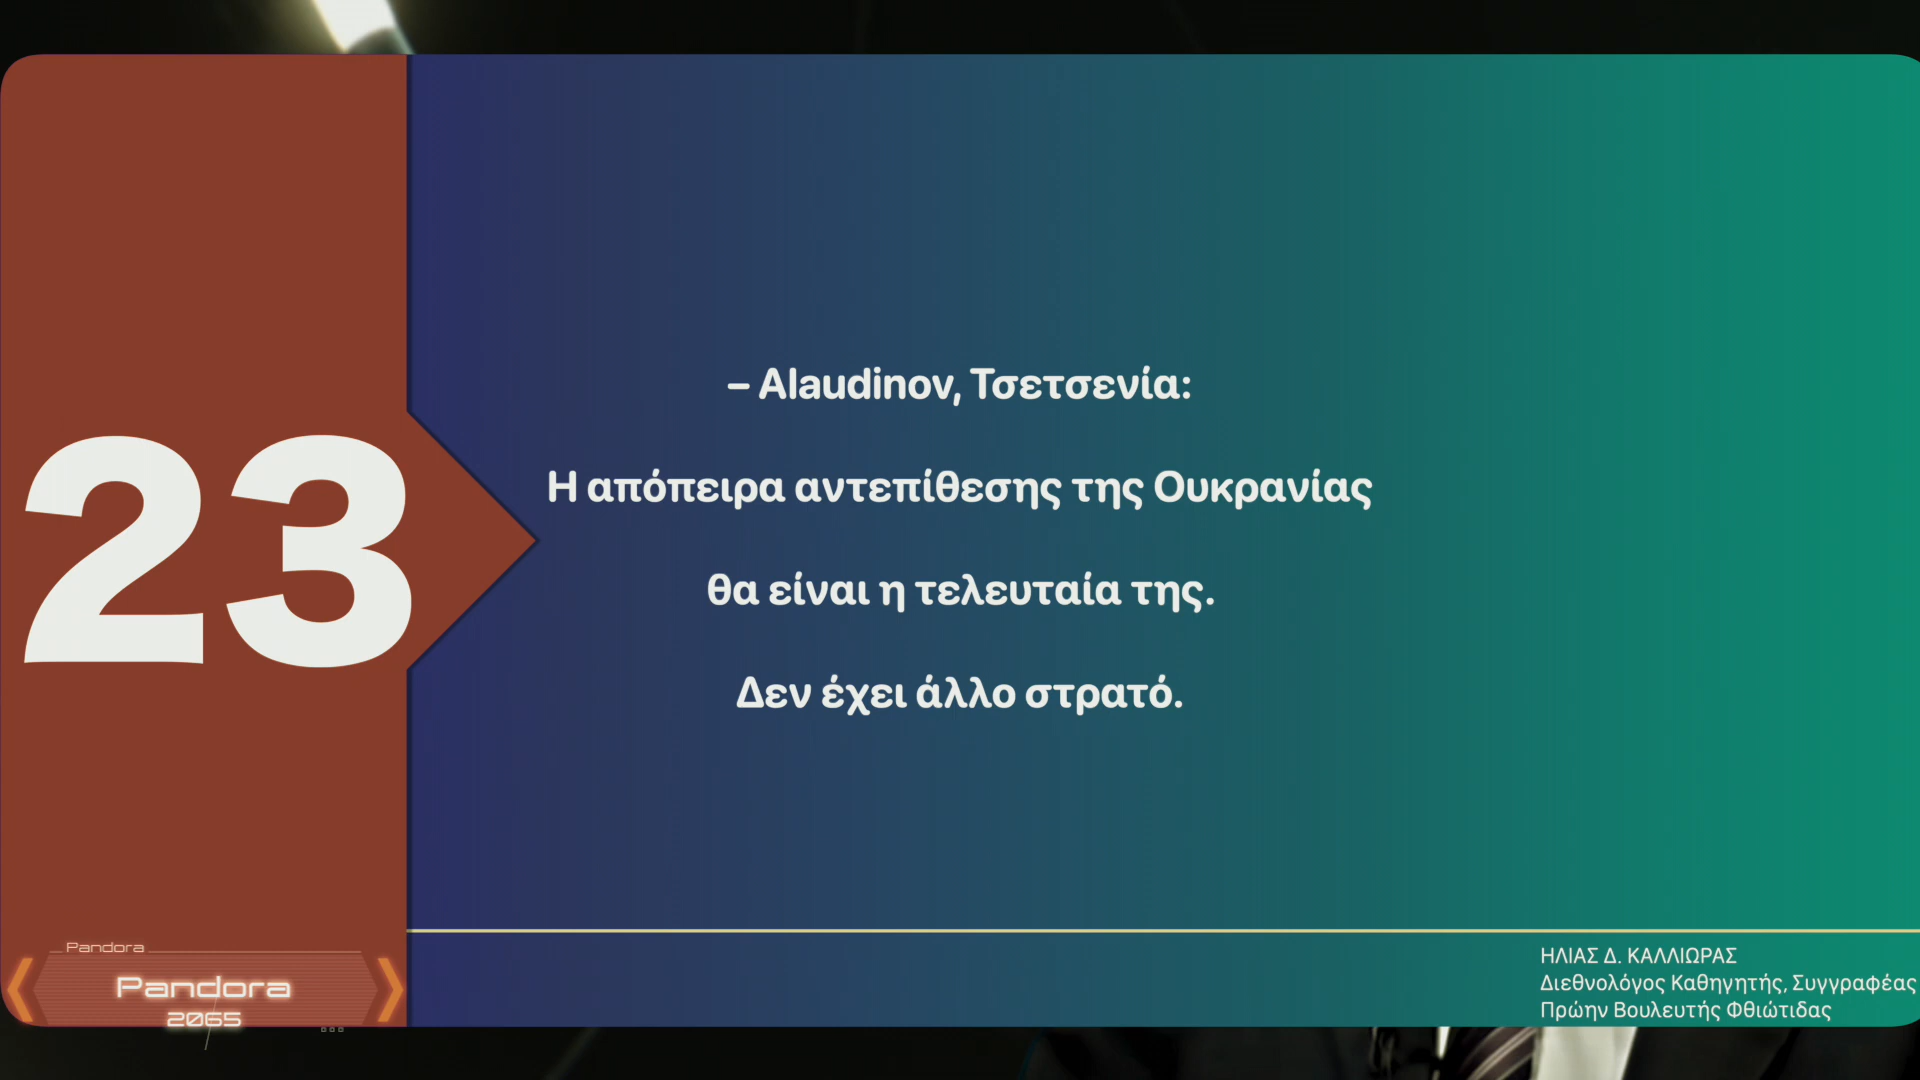 23
– Alaudinov, Τσετσενία:
Η απόπειρα αντεπίθεσης της Ουκρανίας
θα είναι η τελευταία της.
Δεν έχει άλλο στρατό.
Pandora
Pandora
2065
ΗΛΙΑΣ Δ. ΚΑΛΛΙΩΡΑΣ
Διεθνολόγος Καθηγητής, Συγγραφέας
Πρώην Βουλευτής Φθιώτιδας